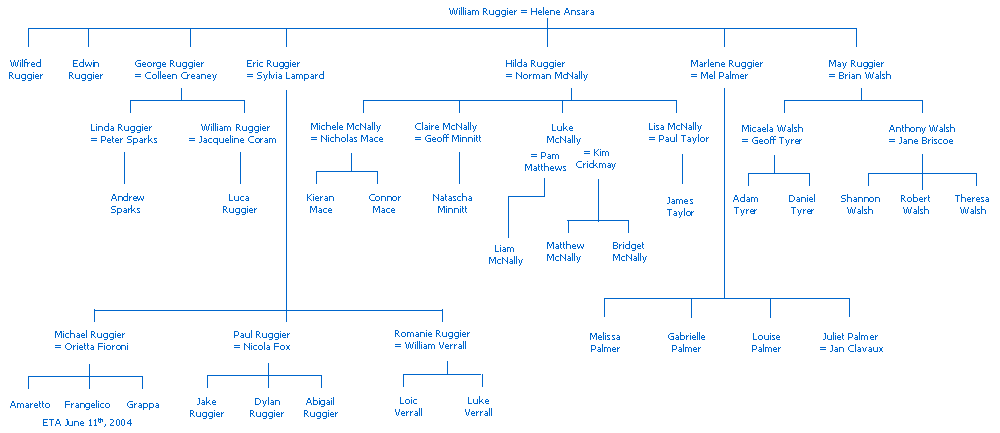 William Ruggier = Helene Ansara
Wilfred
Ruggier
Edwin
Ruggier
George Ruggier
= Colleen Greaney
Eric Ruggier
= Sylvia Lampard
Hilda Ruggier
= Norman McNally
Marlene Ruggier
= Mel Palmer
May Ruggier
= Brian Walsh
Linda Ruggier
= Peter Sparks
William Ruggier
= Jacqueline Coram
Michele McNally
= Nicholas Mace
Claire McNally
= Geoff Minnitt
Luke
McNally
= Pam
Matthews
= Kim
Crickmay
Lisa McNally
= Paul Taylor
Micaela Walsh
= Geoff Tyrer
Anthony Walsh
= Jane Briscoe
Andrew
Sparks
Luca
Ruggier
Kieran
Mace
Connor
Mace
Natascha
Minnitt
James
Taylor
Adam
Tyrer
Daniel
Tyrer
Shannon
Walsh
Robert
Walsh
Theresa
Walsh
Liam
McNally
Matthew
McNally
Bridget
McNally
Michael Ruggier
= Orietta Fioroni
Paul Ruggier
= Nicola Fox
Romanie Ruggier
= William Verrall
Melissa
Palmer
Gabrielle
Palmer
Louise
Palmer
Juliet Palmer
= Jan Clavaux
Amaretto
Frangelico
Grappa
ETA June 11th, 2004
Jake
Ruggier
Dylan
Ruggier
Abigail
Ruggier
Loic
Verrall
Luke
Verrall